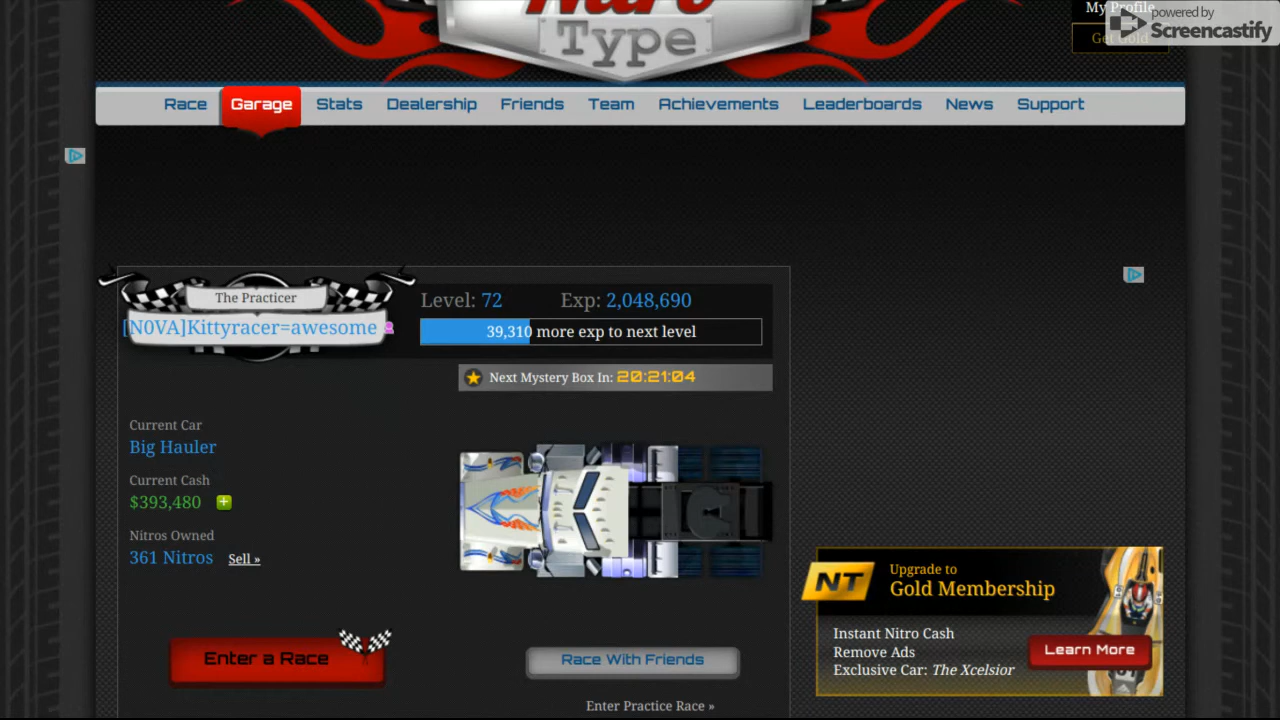 Nitro
Type
My Profile
Get Gold
powered by
Screencastify
Race Garage Stats Dealership Friends Team Achievements Leaderboards News Support
The Practicer
[N0VA]Kittyracer=awesome
Level: 72 Exp: 2,048,690
39,310 more exp to next level
Next Mystery Box In: 20:21:04
Current Car
Big Hauler
Current Cash
$393,480
Nitros Owned
361 Nitros Sell »
Enter a Race
Race With Friends
Enter Practice Race »
NT
Upgrade to
Gold Membership
Instant Nitro Cash
Remove Ads
Exclusive Car: The Xcelsior
Learn More